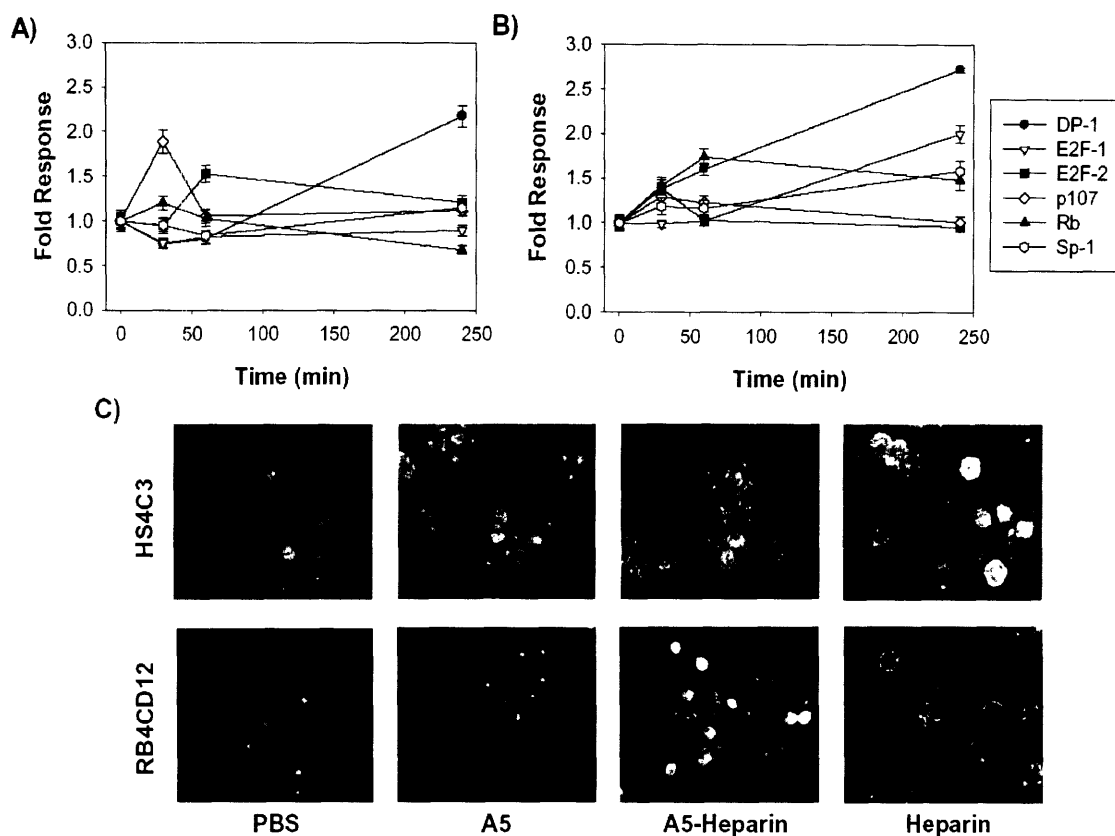 A)
3.0
2.5
2.0
1.5
1.0
0.5
0.0
Fold Response
0 50 100 150 200 250
Time (min)
B)
3.0
2.5
2.0
1.5
1.0
0.5
0.0
Fold Response
0 50 100 150 200 250
Time (min)
DP-1
E2F-1
E2F-2
p107
Rb
Sp-1
C)
HS4C3
RB4CD12
PBS A5 A5-Heparin Heparin